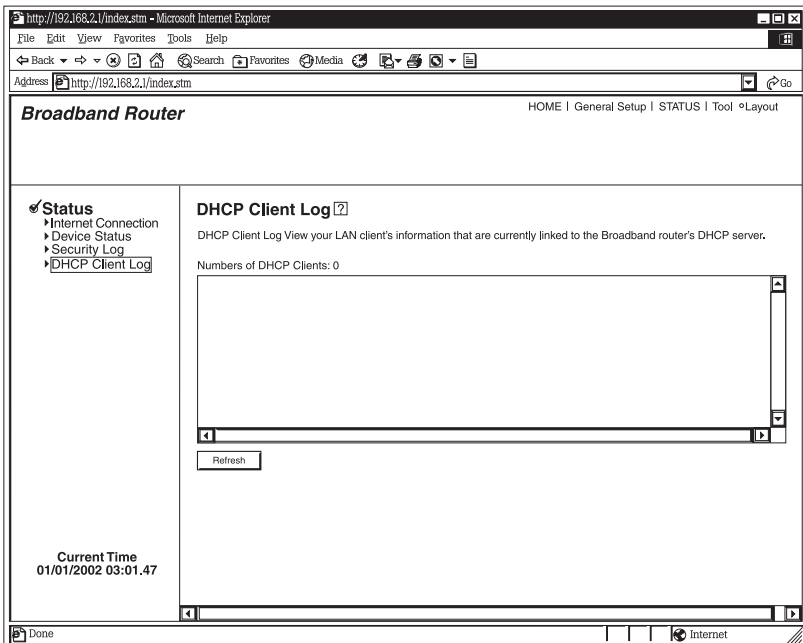 http://192.168.2.1/index.stm - Microsoft Internet Explorer
File Edit View Favorites Tools Help
Back Search Favorites Media
Address http://192.168.2.1/index.stm Go
Broadband Router
HOME | General Setup | STATUS | Tool Layout
Status
Internet Connection
Device Status
Security Log
DHCP Client Log
DHCP Client Log ?
DHCP Client Log View your LAN client's information that are currently linked to the Broadband router's DHCP server.
Numbers of DHCP Clients: 0
Refresh
Current Time
01/01/2002 03:01.47
Done Internet